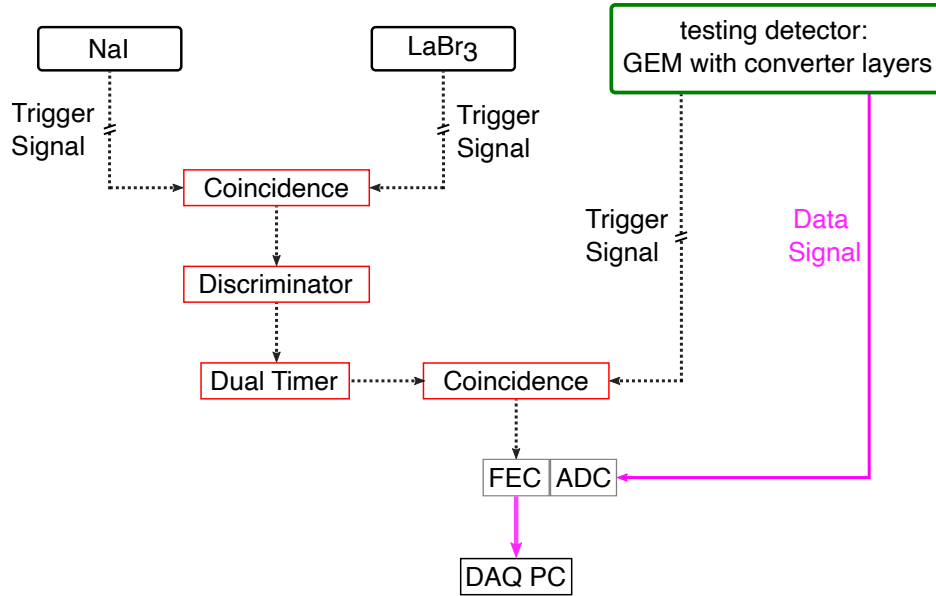 NaI
LaBr3
testing detector:
GEM with converter layers
Trigger
Signal
Trigger
Signal
Coincidence
Trigger
Signal
Data
Signal
Discriminator
Dual Timer
Coincidence
FEC
ADC
DAQ PC